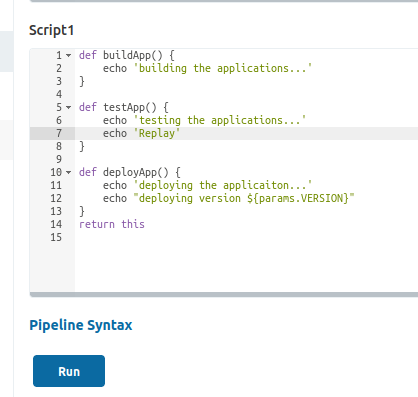 Script1
1 def buildApp() {
2 echo 'building the applications...'
3 }
4
5 def testApp() {
6 echo 'testing the applications...'
7 echo 'Replay'
8 }
9
10 def deployApp() {
11 echo 'deploying the applicaiton...'
12 echo "deploying version ${params.VERSION}"
13 }
14 return this
15
Pipeline Syntax
Run